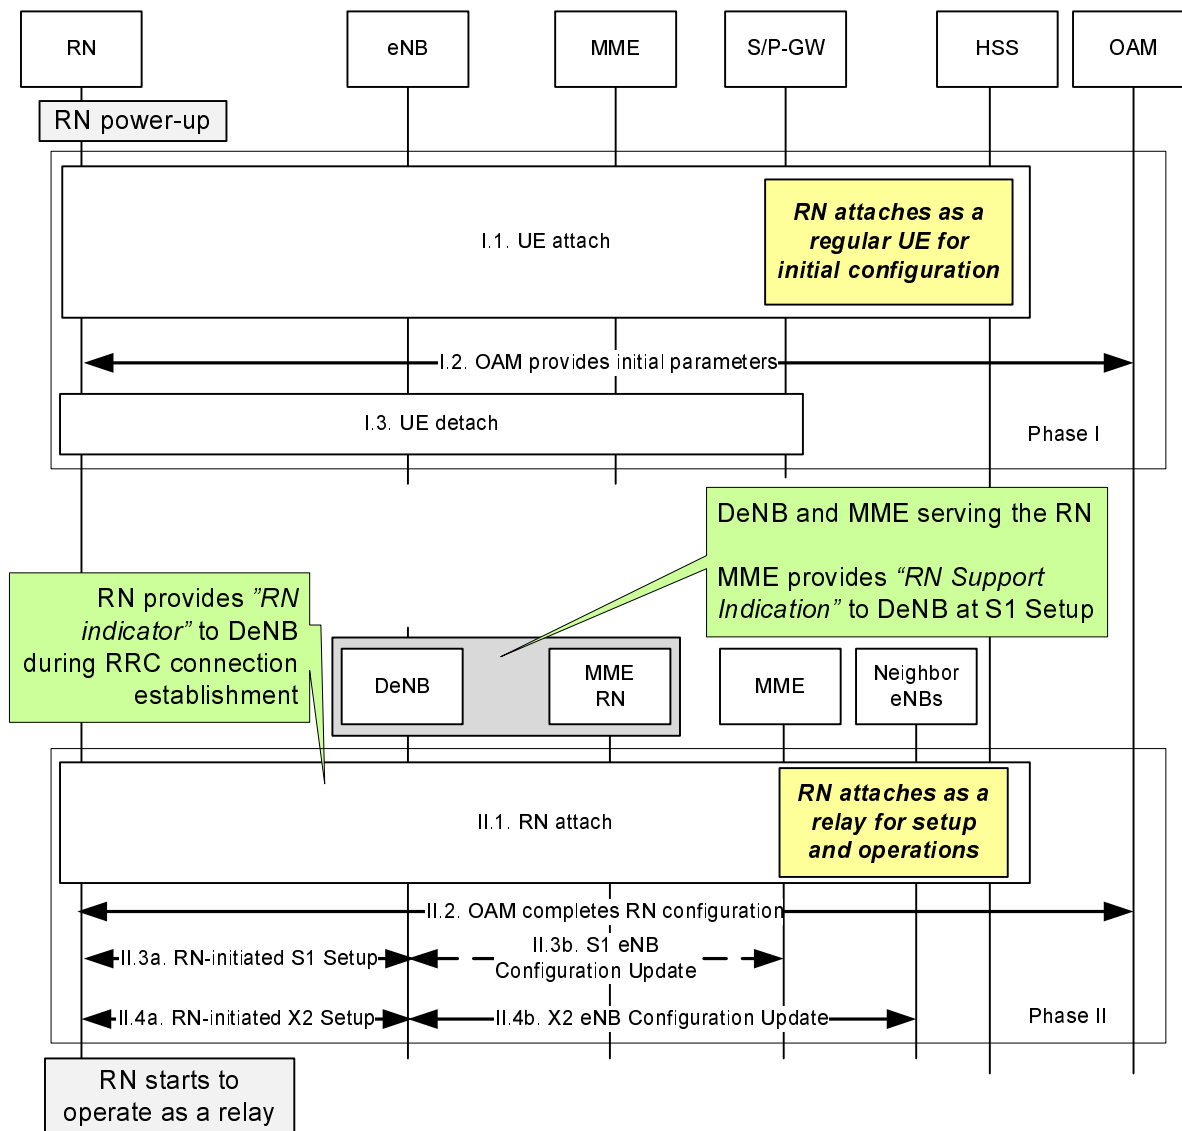 RN
eNB
MME
S/P-GW
HSS
OAM
RN power-up
I.1. UE attach
RN attaches as a
regular UE for
initial configuration
I.2. OAM provides initial parameters
I.3. UE detach
Phase I
DeNB and MME serving the RN
MME provides “RN Support
Indication” to DeNB at S1 Setup
RN provides ”RN
indicator” to DeNB
during RRC connection
establishment
DeNB
MME
RN
MME
Neighbor
eNBs
II.1. RN attach
RN attaches as a
relay for setup
and operations
II.2. OAM completes RN configuration
II.3a. RN-initiated S1 Setup
II.3b. S1 eNB
Configuration Update
II.4a. RN-initiated X2 Setup
II.4b. X2 eNB Configuration Update
Phase II
RN starts to
operate as a relay